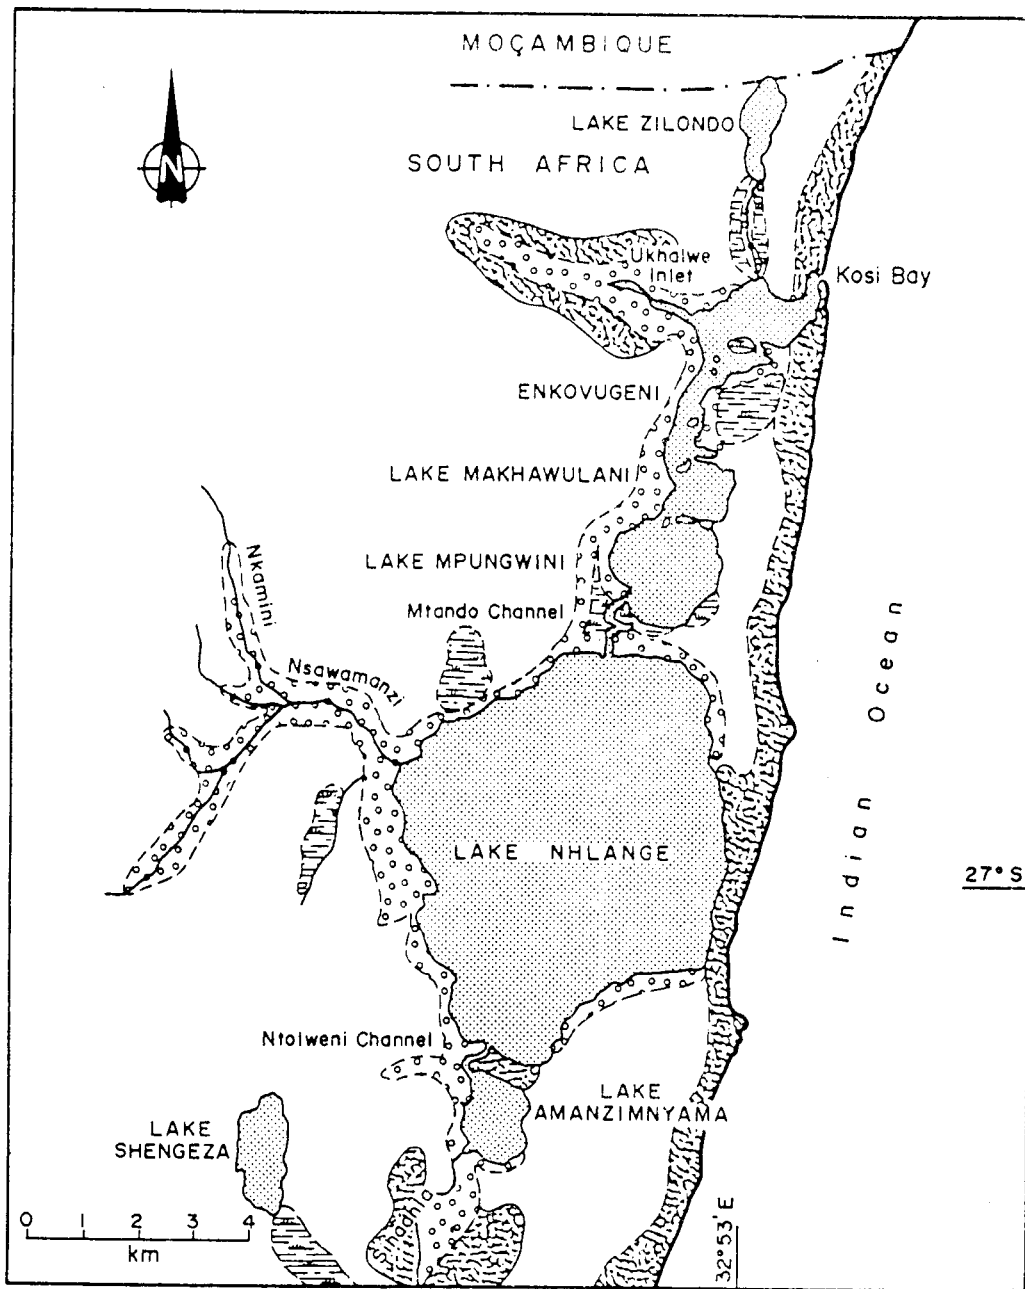 MOÇAMBIQUE
LAKE ZILONDO
SOUTH AFRICA
N
Ukhalwe
Inlet
Kosi Bay
ENKOVUGENI
LAKE MAKHAWULANI
LAKE MPUNGWINI
Mtando Channel
Nkamini
Nsawamanzi
Indian Ocean
LAKE NHLANGE
27° S
Ntolweni Channel
LAKE
AMANZIMNYAMA
LAKE
SHENGEZA
0 1 2 3 4
km
32°53' E